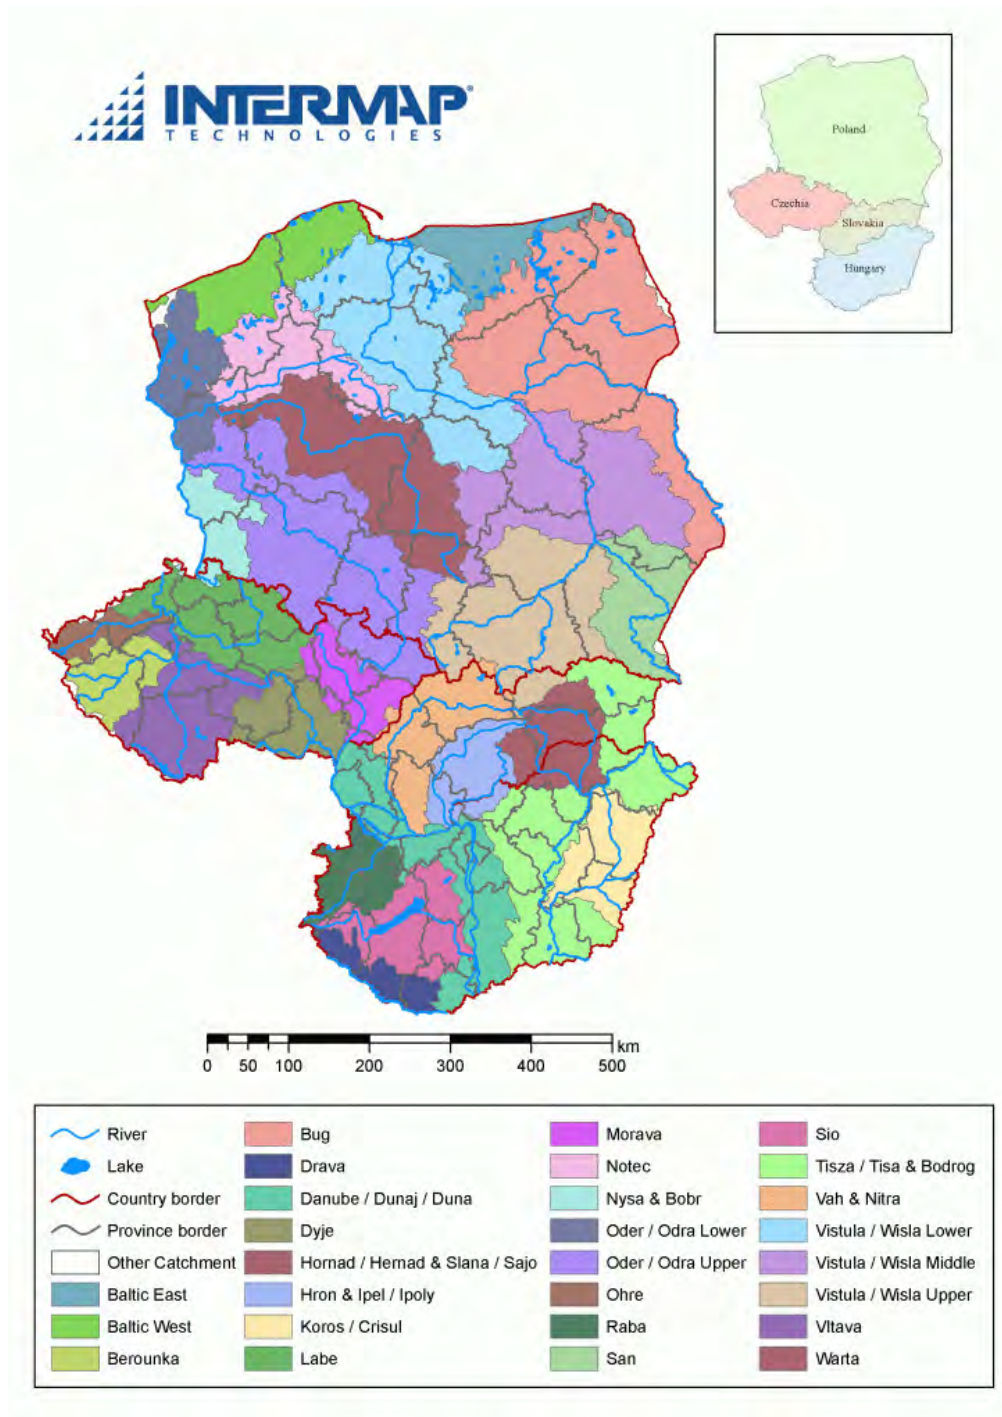 INTERMAP®
TECHNOLOGIES
Poland
Czechia
Slovakia
Hungary
km
0 50 100 200 300 400 500
River
Lake
Country border
Province border
Other Catchment
Baltic East
Baltic West
Berounka
Bug
Drava
Danube / Dunaj / Duna
Dyje
Hornad / Hernad & Slana / Sajo
Hron & Ipel / Ipoly
Koros / Crisul
Labe
Morava
Notec
Nysa & Bobr
Oder / Odra Lower
Oder / Odra Upper
Ohre
Raba
San
Sio
Tisza / Tisa & Bodrog
Vah & Nitra
Vistula / Wisla Lower
Vistula / Wisla Middle
Vistula / Wisla Upper
Vltava
Warta